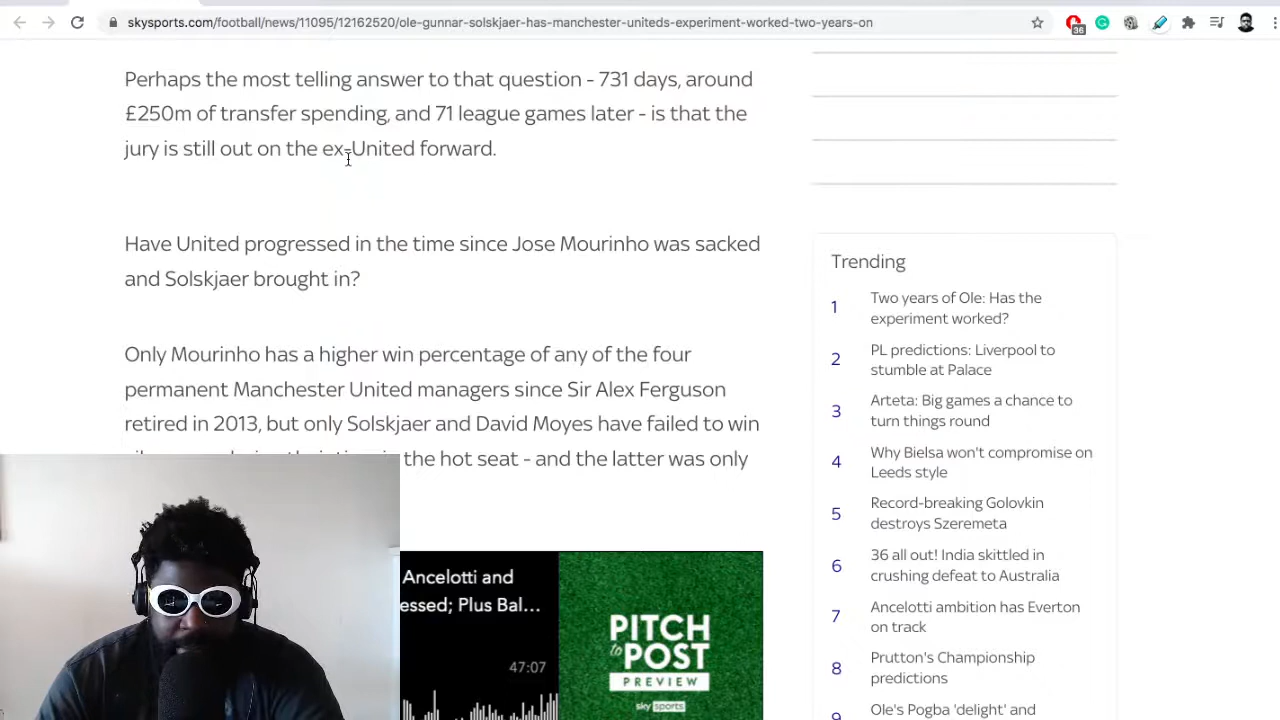 skysports.com/football/news/11095/12162520/ole-gunnar-solskjaer-has-manchester-uniteds-experiment-worked-two-years-on
36
Perhaps the most telling answer to that question - 731 days, around
£250m of transfer spending, and 71 league games later - is that the
jury is still out on the ex-United forward.
Have United progressed in the time since Jose Mourinho was sacked
and Solskjaer brought in?
Only Mourinho has a higher win percentage of any of the four
permanent Manchester United managers since Sir Alex Ferguson
retired in 2013, but only Solskjaer and David Moyes have failed to win
the hot seat - and the latter was only
Ancelotti and
essed; Plus Bal...
47:07
PITCH
to
POST
PREVIEW
sky sports
Trending
1 Two years of Ole: Has the
experiment worked?
2 PL predictions: Liverpool to
stumble at Palace
3 Arteta: Big games a chance to
turn things round
4 Why Bielsa won't compromise on
Leeds style
5 Record-breaking Golovkin
destroys Szeremeta
6 36 all out! India skittled in
crushing defeat to Australia
7 Ancelotti ambition has Everton
on track
8 Prutton's Championship
predictions
9 Ole's Pogba 'delight' and